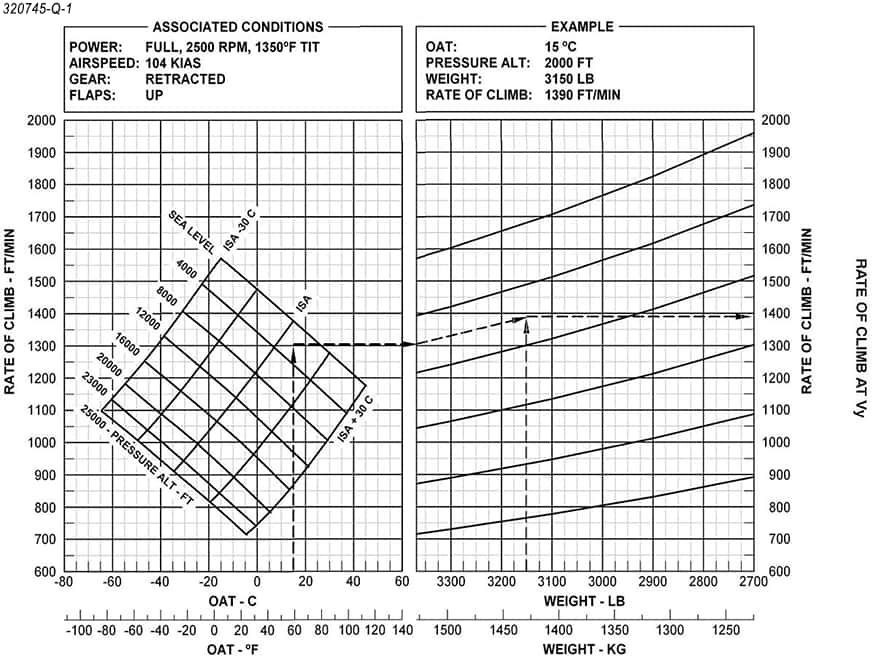 320745-Q-1
ASSOCIATED CONDITIONS
POWER: FULL, 2500 RPM, 1350ºF TIT
AIRSPEED: 104 KIAS
GEAR: RETRACTED
FLAPS: UP
EXAMPLE
OAT: 15 ºC
PRESSURE ALT: 2000 FT
WEIGHT: 3150 LB
RATE OF CLIMB: 1390 FT/MIN
RATE OF CLIMB - FT/MIN
2000
1900
1800
1700
1600
1500
1400
1300
1200
1100
1000
900
800
700
600
SEA LEVEL
4000
8000
12000
16000
20000
23000
25000 - PRESSURE ALT - FT
ISA -30 C
ISA
ISA + 30 C
-80 -60 -40 -20 0 20 40 60
OAT - C
-100 -80 -60 -40 -20 0 20 40 60 80 100 120 140
OAT - ºF
3300 3200 3100 3000 2900 2800 2700
WEIGHT - LB
1500 1450 1400 1350 1300 1250
WEIGHT - KG
2000
1900
1800
1700
1600
1500
1400
1300
1200
1100
1000
900
800
700
600
RATE OF CLIMB - FT/MIN
RATE OF CLIMB AT Vy